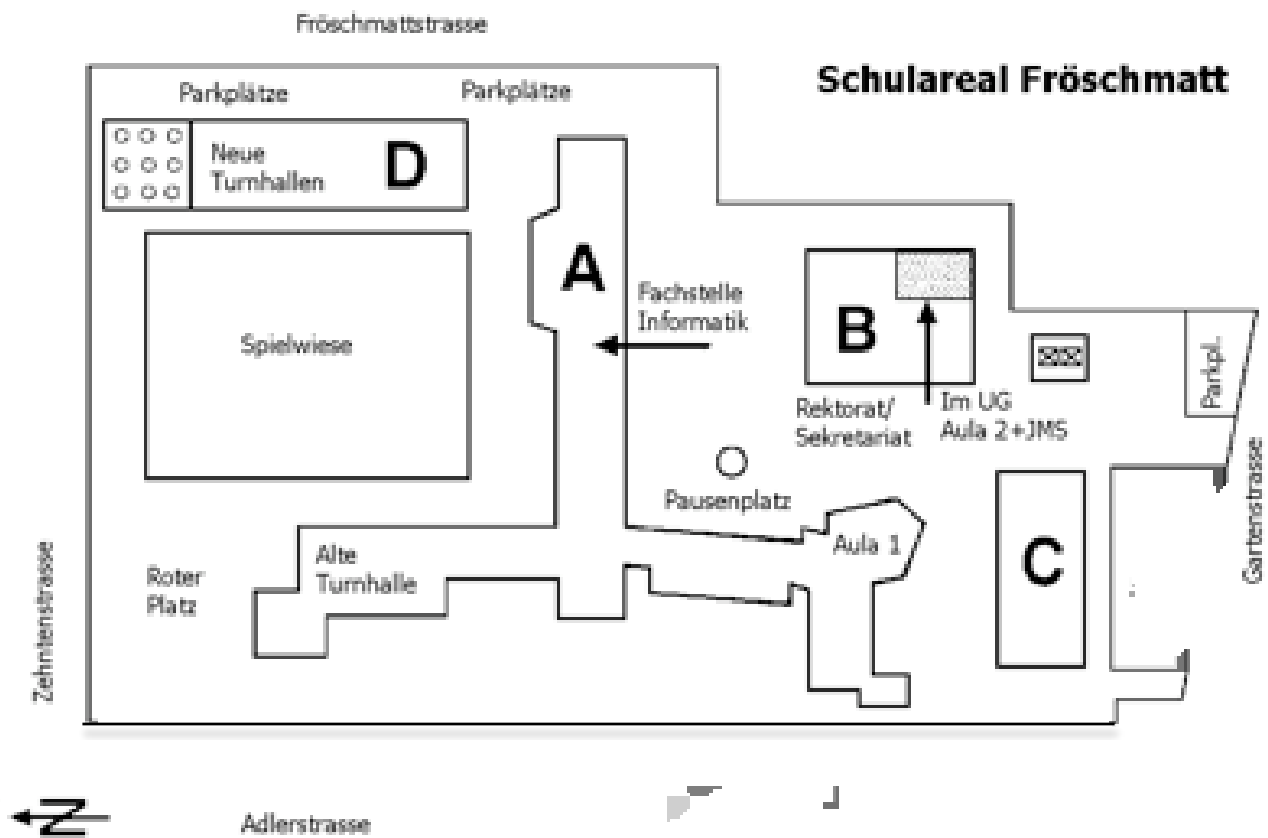 Fröschmattstrasse
Schulareal Fröschmatt
Parkplätze
Parkplätze
Neue
Turnhallen
D
A
Fachstelle
Informatik
B
Spielwiese
Parkpl.
Rektorat/
Sekretariat
Im UG
Aula 2+JMS
Pausenplatz
Gartenstrasse
Alte
Turnhalle
Aula 1
C
Roter
Platz
Zehntenstrasse
N
Adlerstrasse